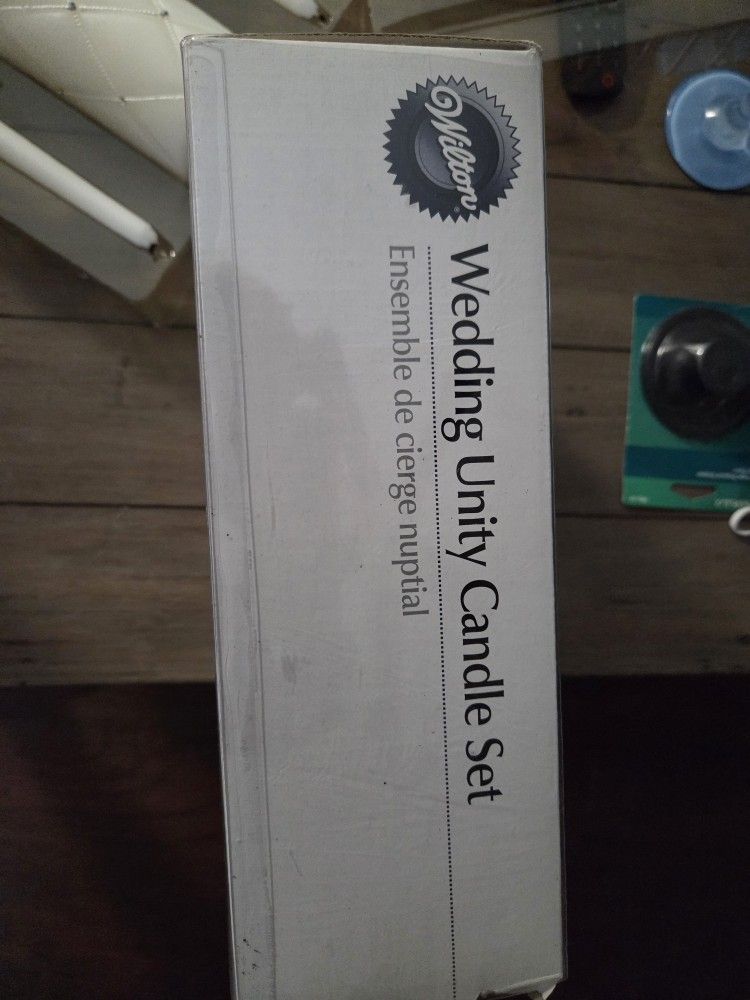 Wilton
Wedding Unity Candle Set
Ensemble de cierge nuptial